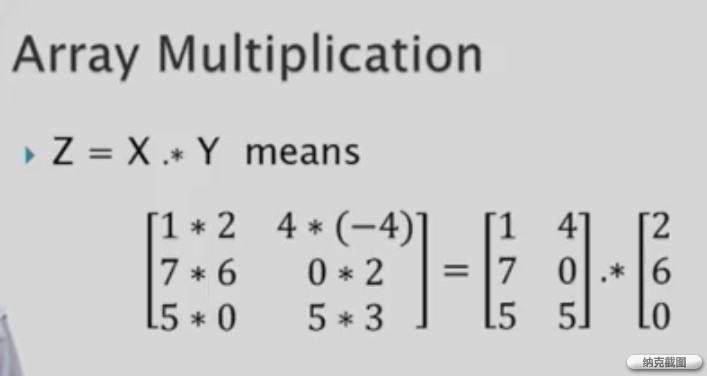 Array Multiplication
Z = X .* Y means
[1 * 2 4 * (−4)] = [1 4] .* [2
7 * 6 0 * 2 7 0 6
5 * 0 5 * 3 5 5 0
纳克截图